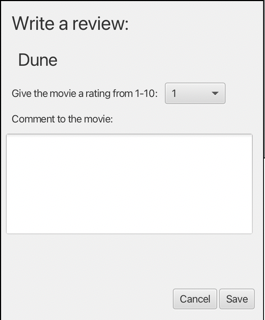 Write a review:
Dune
Give the movie a rating from 1-10: 1
Comment to the movie:
Cancel Save